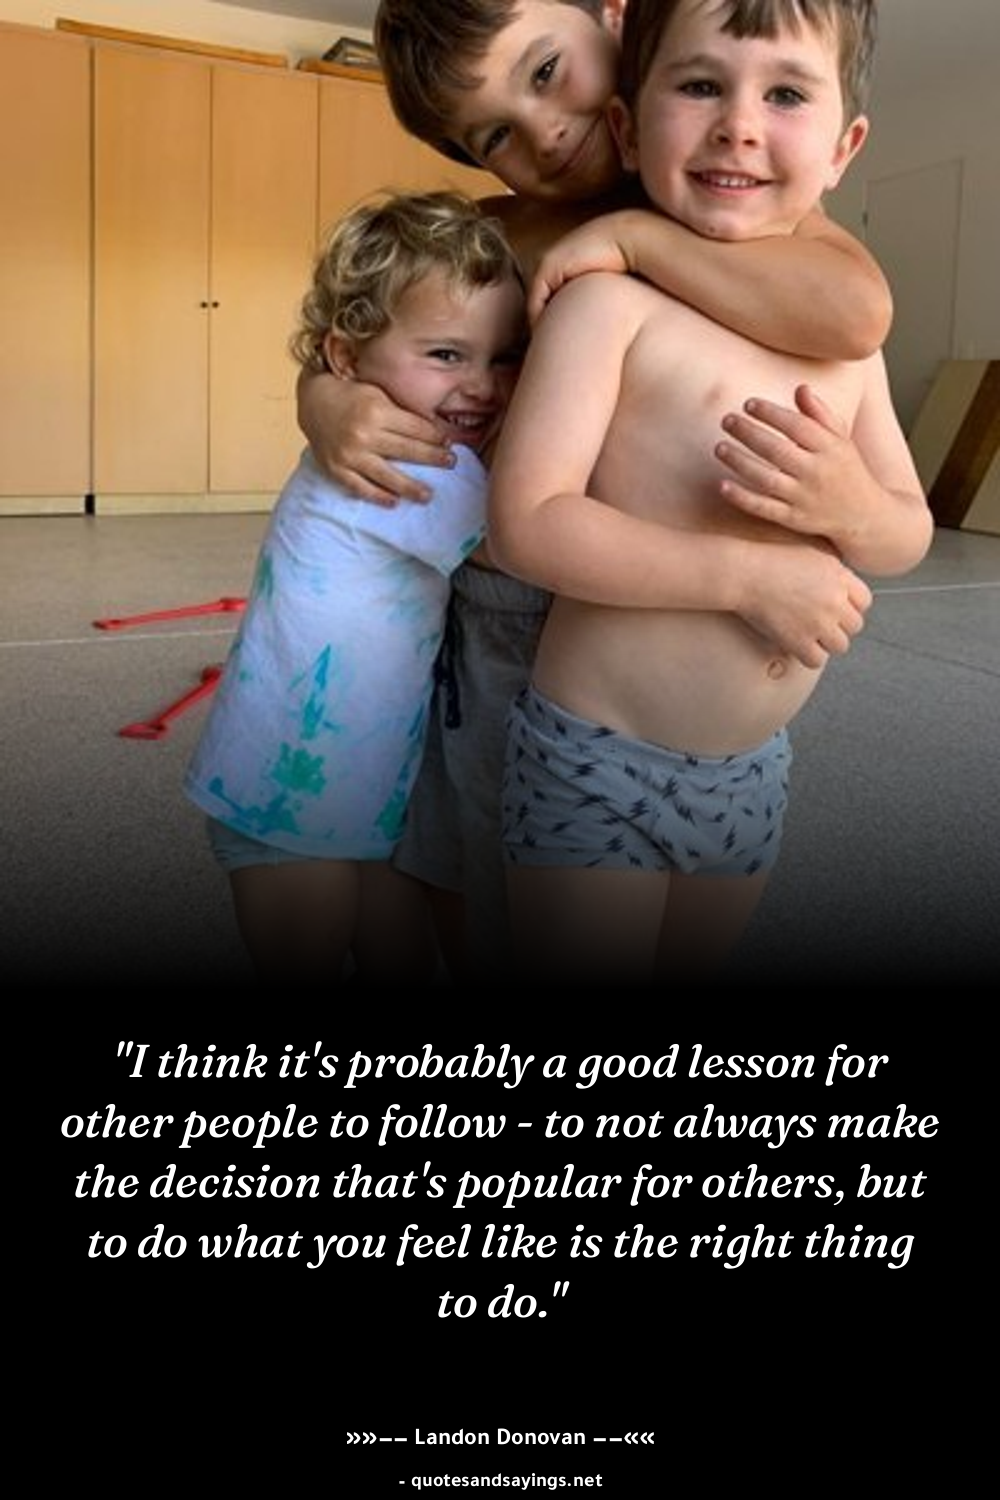 "I think it's probably a good lesson for
other people to follow - to not always make
the decision that's popular for others, but
to do what you feel like is the right thing
to do."
»»−− Landon Donovan −−««
- quotesandsayings.net